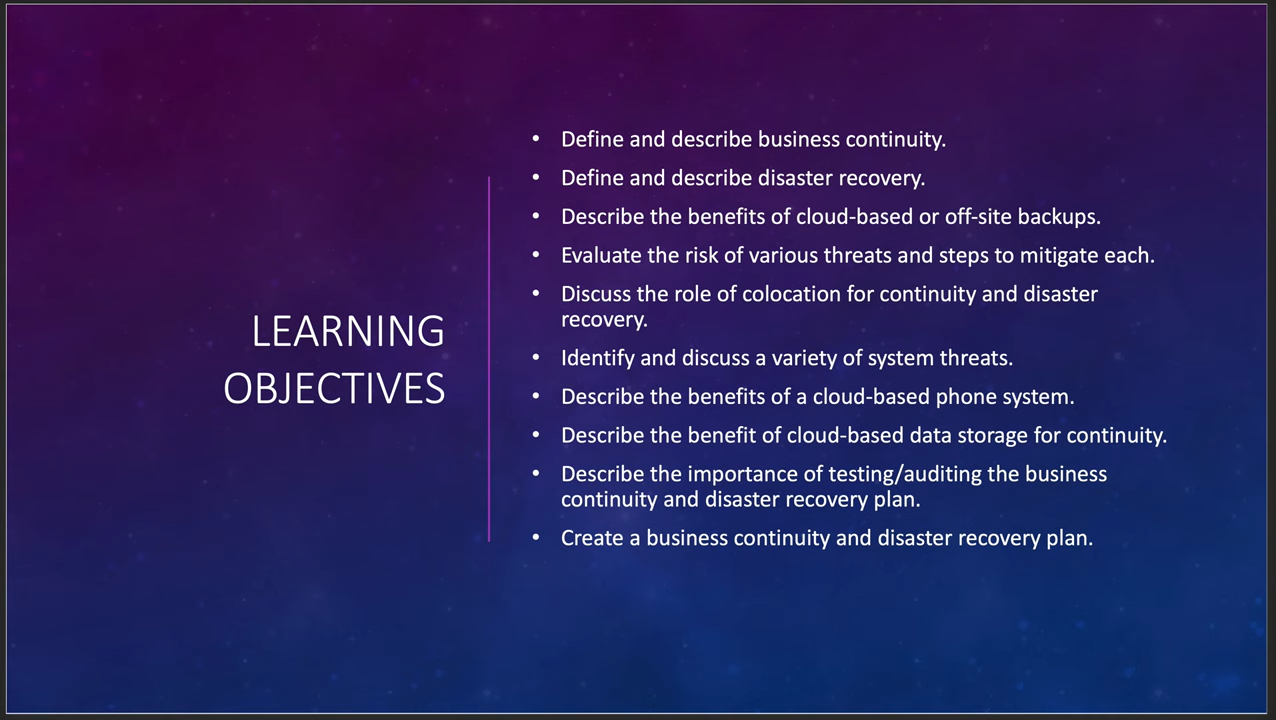 LEARNING
OBJECTIVES
• Define and describe business continuity.
• Define and describe disaster recovery.
• Describe the benefits of cloud-based or off-site backups.
• Evaluate the risk of various threats and steps to mitigate each.
• Discuss the role of colocation for continuity and disaster
recovery.
• Identify and discuss a variety of system threats.
• Describe the benefits of a cloud-based phone system.
• Describe the benefit of cloud-based data storage for continuity.
• Describe the importance of testing/auditing the business
continuity and disaster recovery plan.
• Create a business continuity and disaster recovery plan.